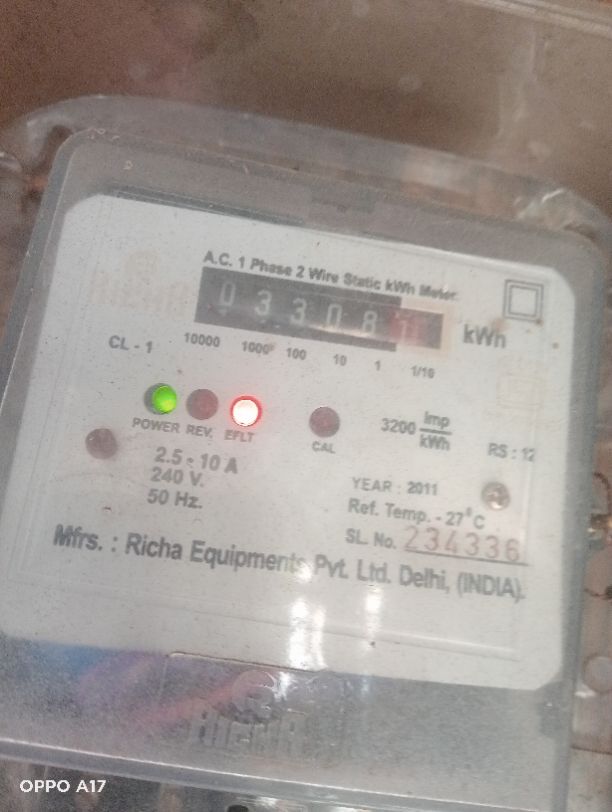 A.C. 1 Phase 2 Wire Static kWh Meter.
0 3 3 0 8 kWh
CL - 1 10000 1000 100 10 1 1/10
POWER REV. EFLT CAL
3200 Imp/kWh
RS : 12
2.5 - 10 A
240 V.
50 Hz.
YEAR : 2011
Ref. Temp. - 27°C
SL. No. 234336
Mfrs. : Richa Equipments Pvt. Ltd. Delhi, (INDIA).
RICHA
OPPO A17